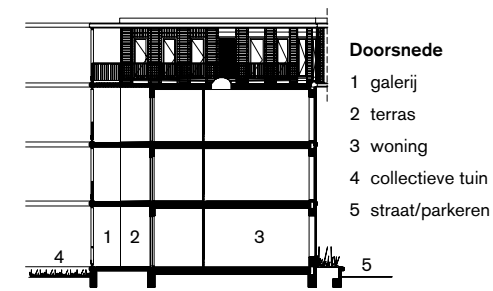 Doorsnede
1 galerij
2 terras
3 woning
4 collectieve tuin
5 straat/parkeren
1 2 3
4 5